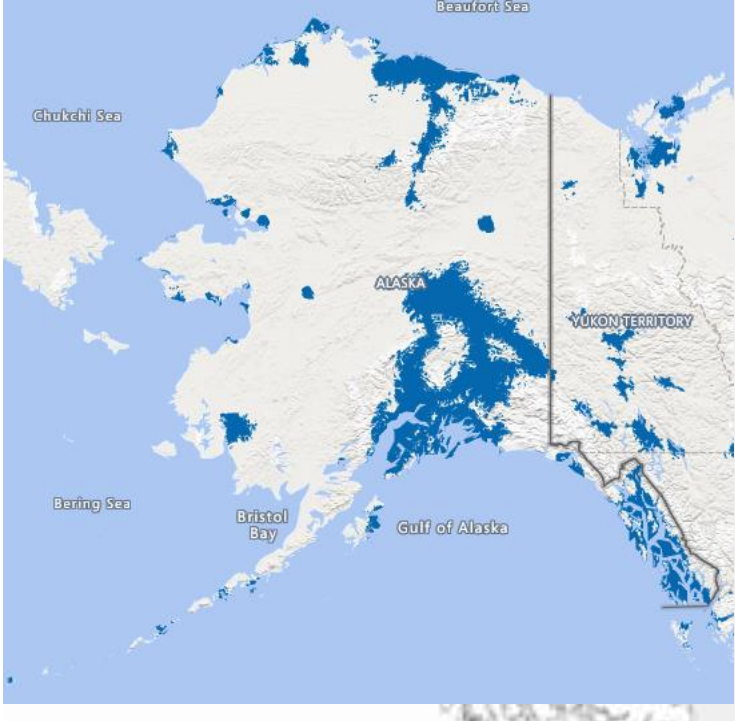 Beaufort Sea
Chukchi Sea
ALASKA
YUKON TERRITORY
Bering Sea
Bristol
Bay
Gulf of Alaska